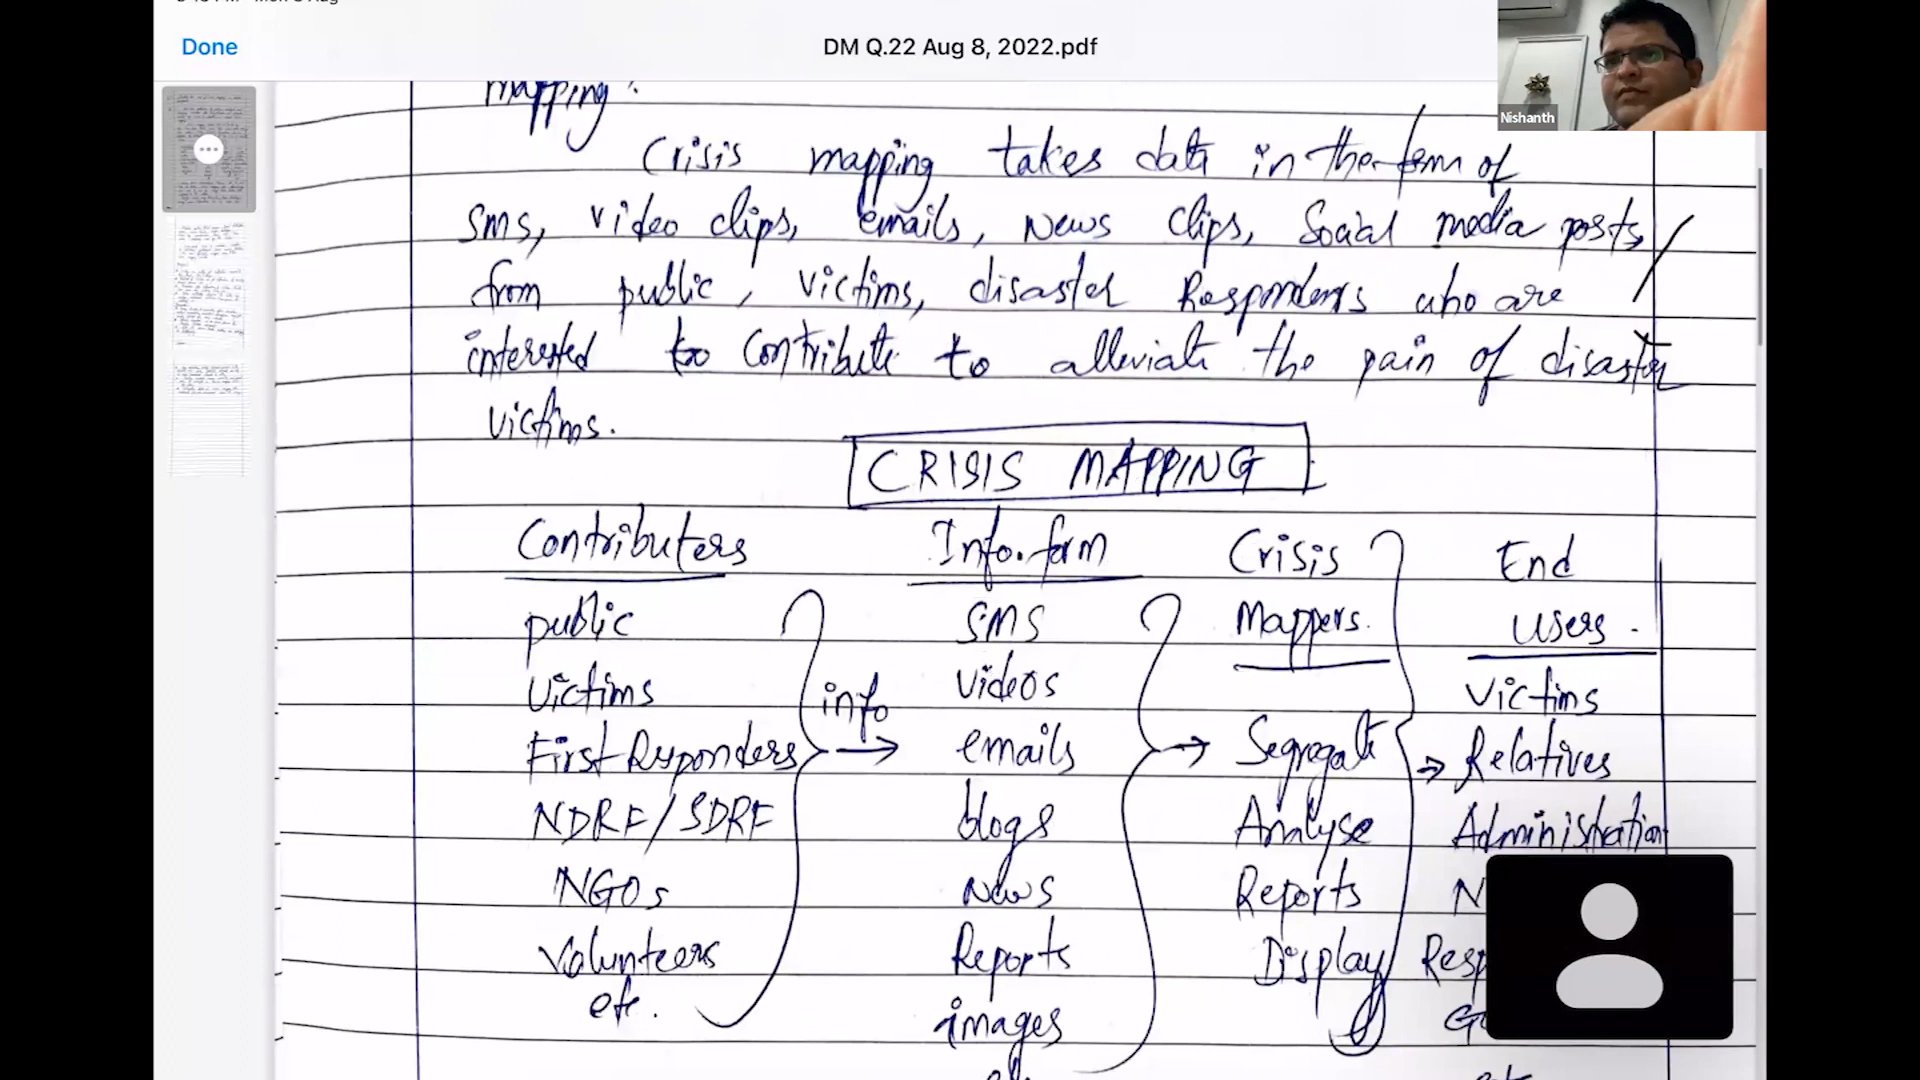 Done
DM Q.22 Aug 8, 2022.pdf
Nishanth
mapping:
Crisis mapping takes data in the form of
SMS, video clips, emails, News Clips, Social media posts
from public, victims, disaster Responders who are
interested to contribute to alleviate the pain of disaster
victims.
CRISIS MAPPING
Contributers Info.form Crisis End
public SMS Mappers. Users.
Victims info videos Victims
First Responders emails Segregate Relatives
NDRF/SDRF blogs Analyse Administration
NGOs News Reports N
Volunteers Reports Display Resp
etc. images G